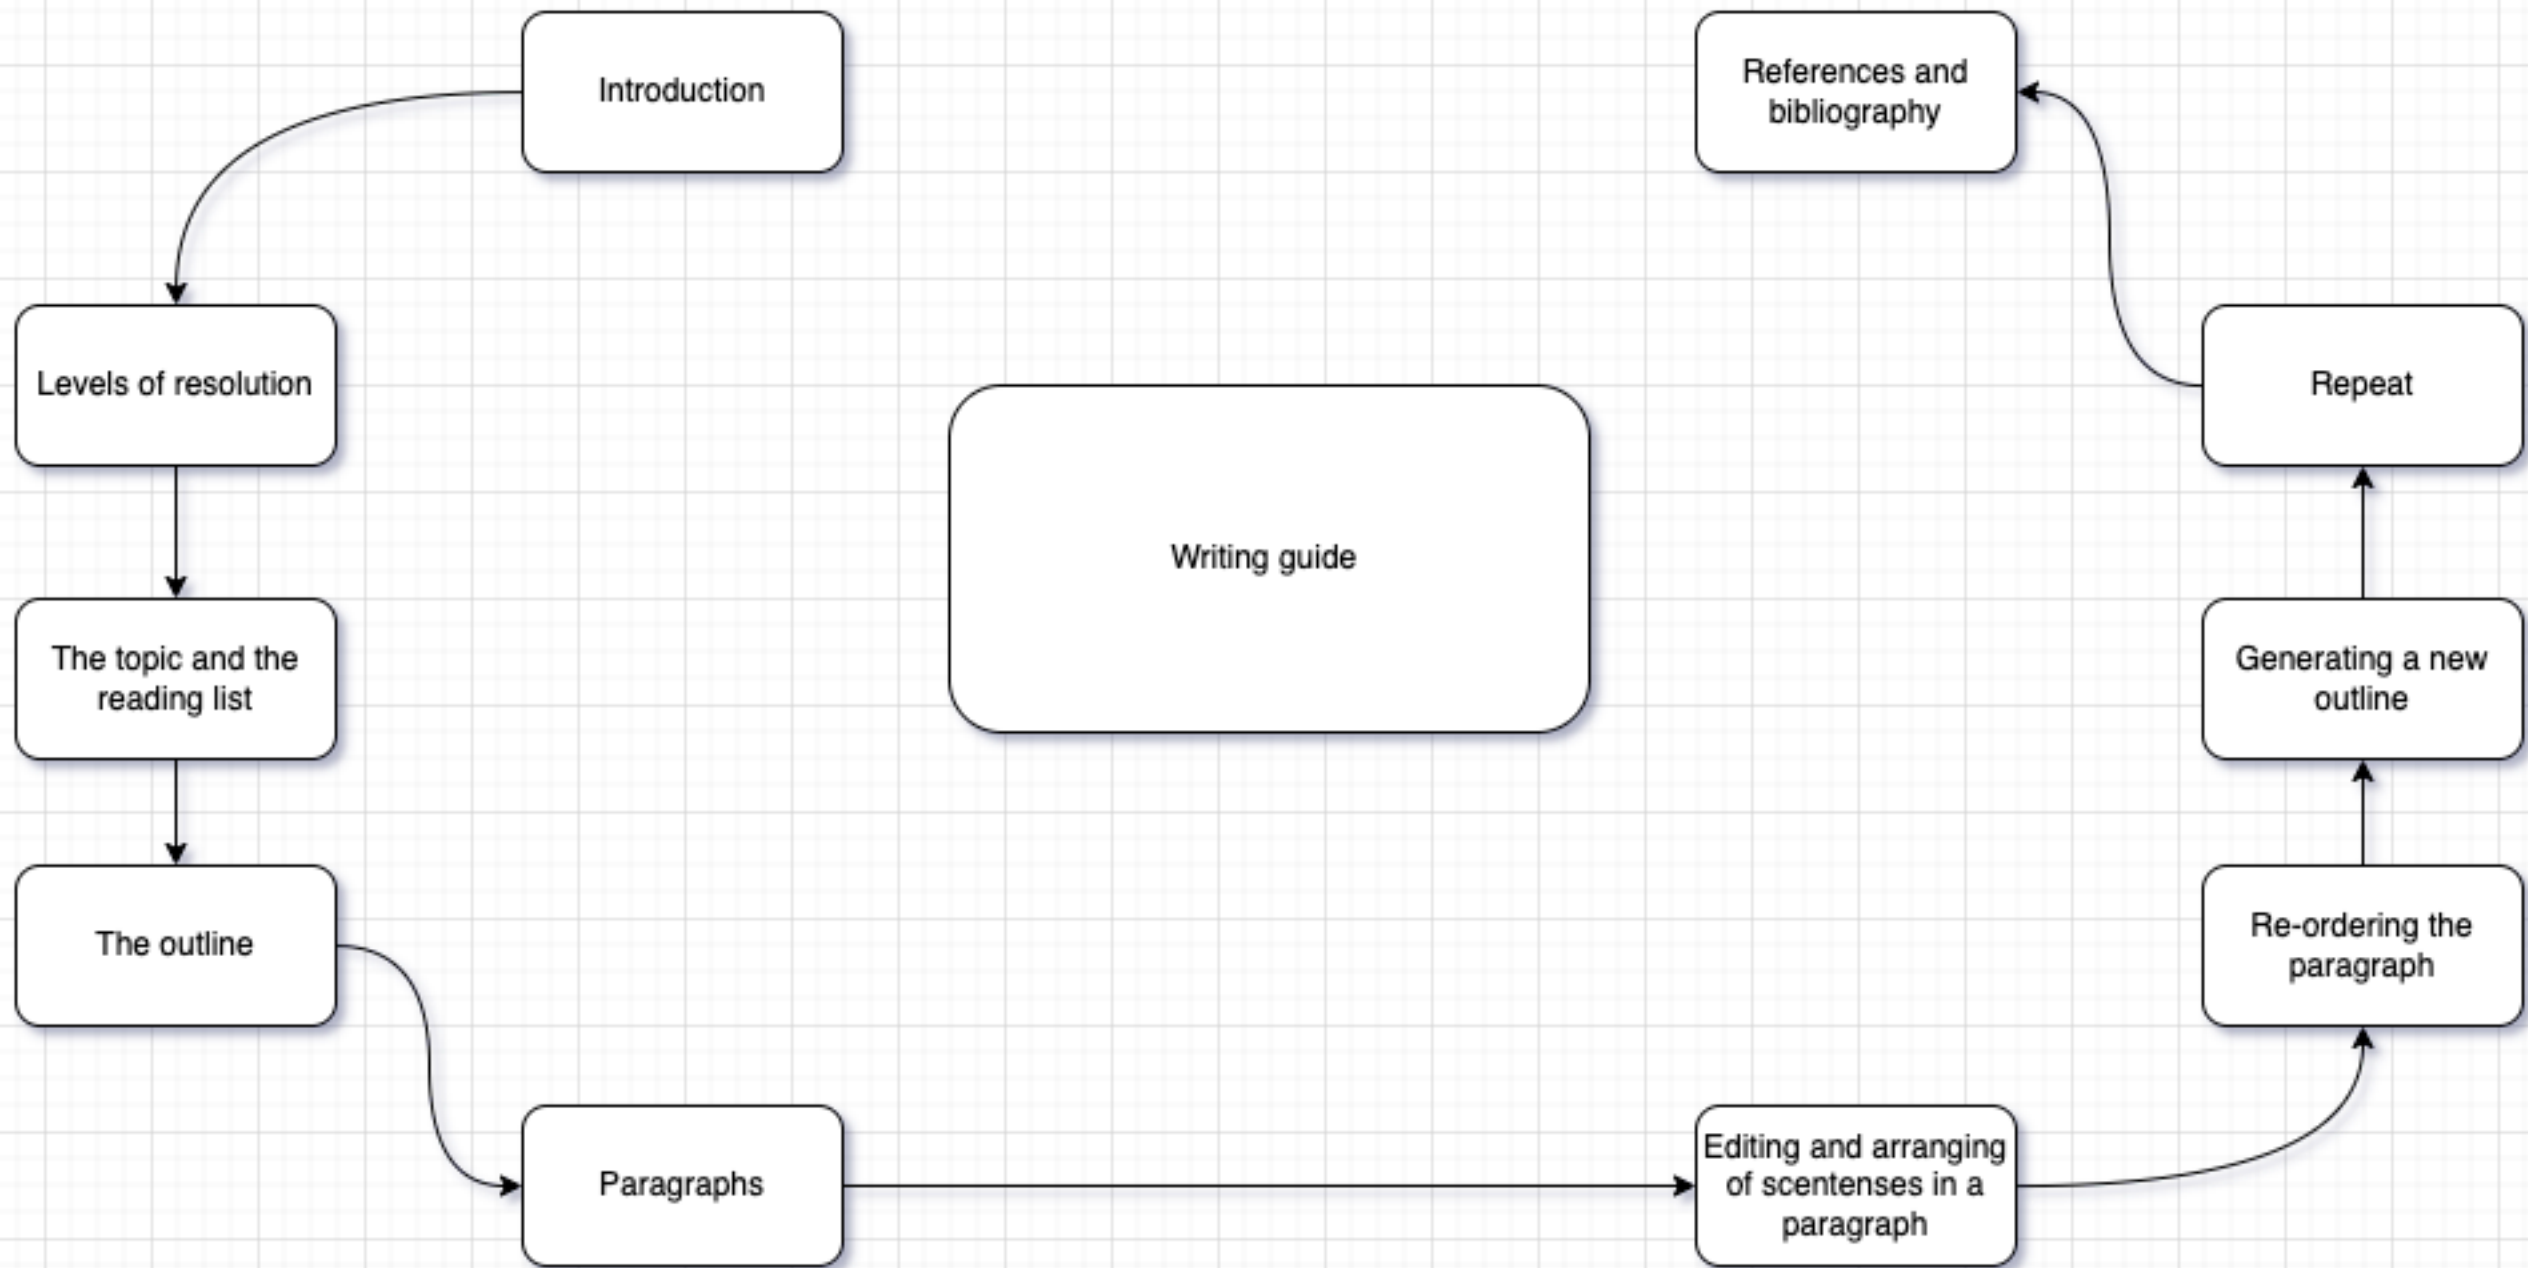 Introduction
References and
bibliography
Levels of resolution
Repeat
Writing guide
The topic and the
reading list
Generating a new
outline
The outline
Re-ordering the
paragraph
Paragraphs
Editing and arranging
of scentenses in a
paragraph